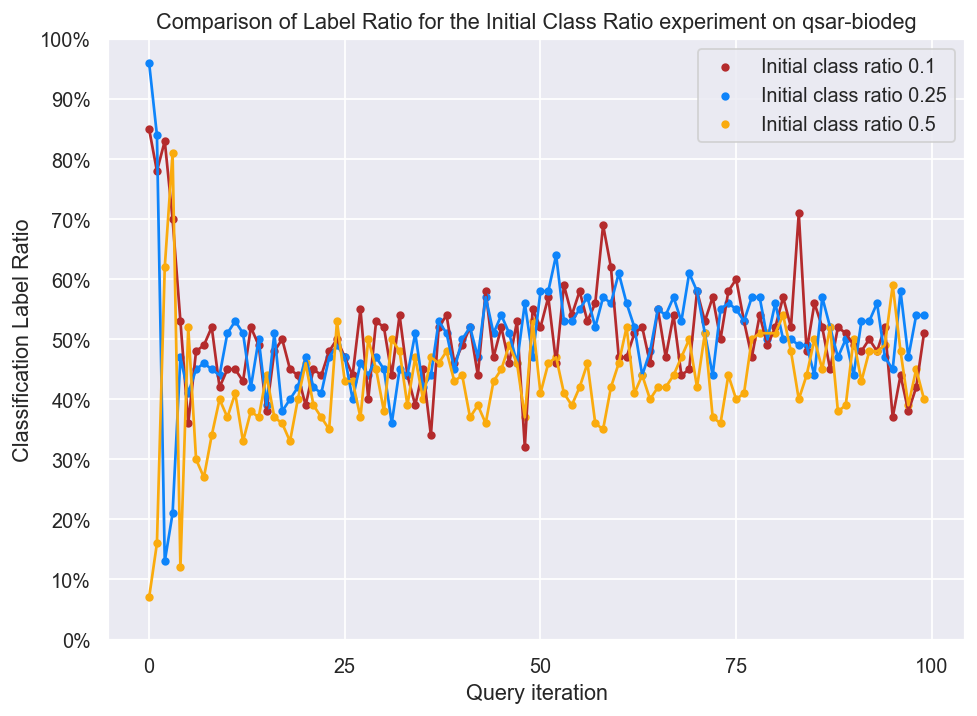 Comparison of Label Ratio for the Initial Class Ratio experiment on qsar-biodeg
100%
90%
80%
70%
60%
50%
40%
30%
20%
10%
0%
Classification Label Ratio
Initial class ratio 0.1
Initial class ratio 0.25
Initial class ratio 0.5
0 25 50 75 100
Query iteration